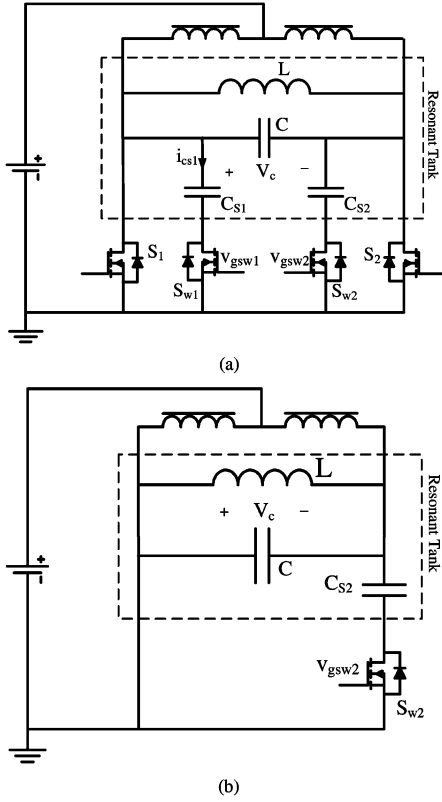 L
Resonant Tank
C
i_cs1
+ V_c −
C_S1
C_S2
+
S_1
v_gsw1
v_gsw2
S_2
S_w1
S_w2
(a)
L
Resonant Tank
+ V_c −
C
C_S2
+
v_gsw2
S_w2
(b)